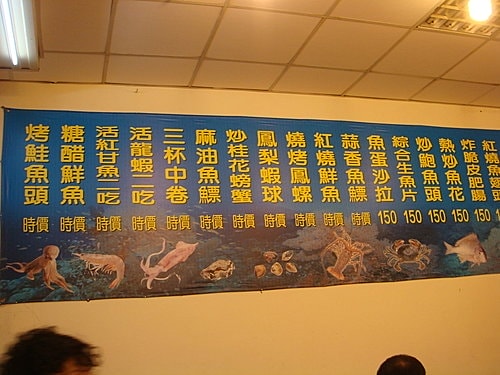 烤鮭魚頭 時價
糖醋鮮魚 時價
活紅甘魚二吃 時價
活龍蝦二吃 時價
三杯中卷 時價
麻油魚鰾 時價
炒桂花螃蟹 時價
鳳梨蝦球 時價
燒烤鳳螺 時價
紅燒鮮魚 時價
蒜香魚鰾 時價
魚蛋沙拉 150
綜合生魚片 150
炒鮑魚頭 150
熱炒魚花 150
炸脆皮肥腸 150